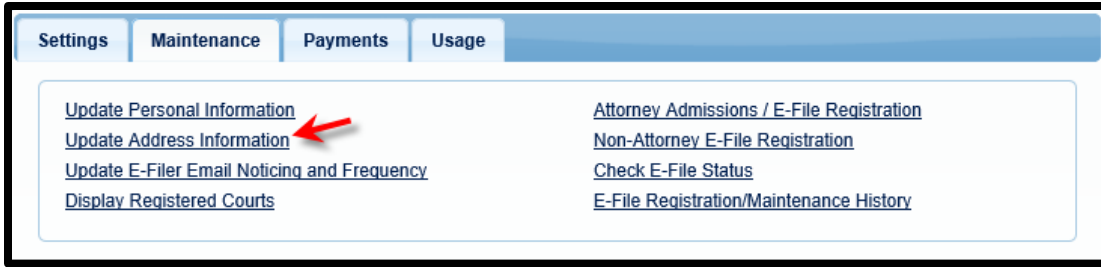 Settings Maintenance Payments Usage
Update Personal Information
Update Address Information
Update E-Filer Email Noticing and Frequency
Display Registered Courts
Attorney Admissions / E-File Registration
Non-Attorney E-File Registration
Check E-File Status
E-File Registration/Maintenance History